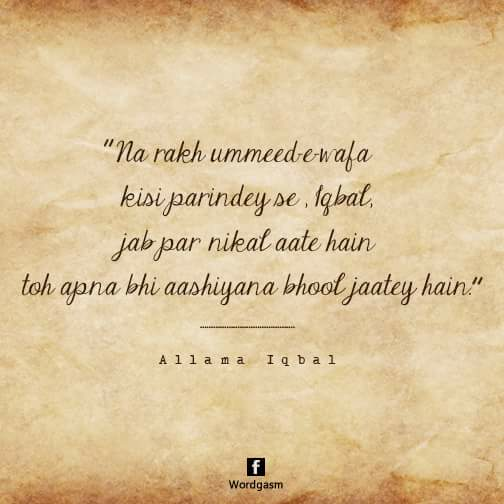 "Na rakh ummeed-e-wafa
kisi parindey se , Iqbal,
jab par nikal aate hain
toh apna bhi aashiyana bhool jaatey hain."
Allama Iqbal
f
Wordgasm